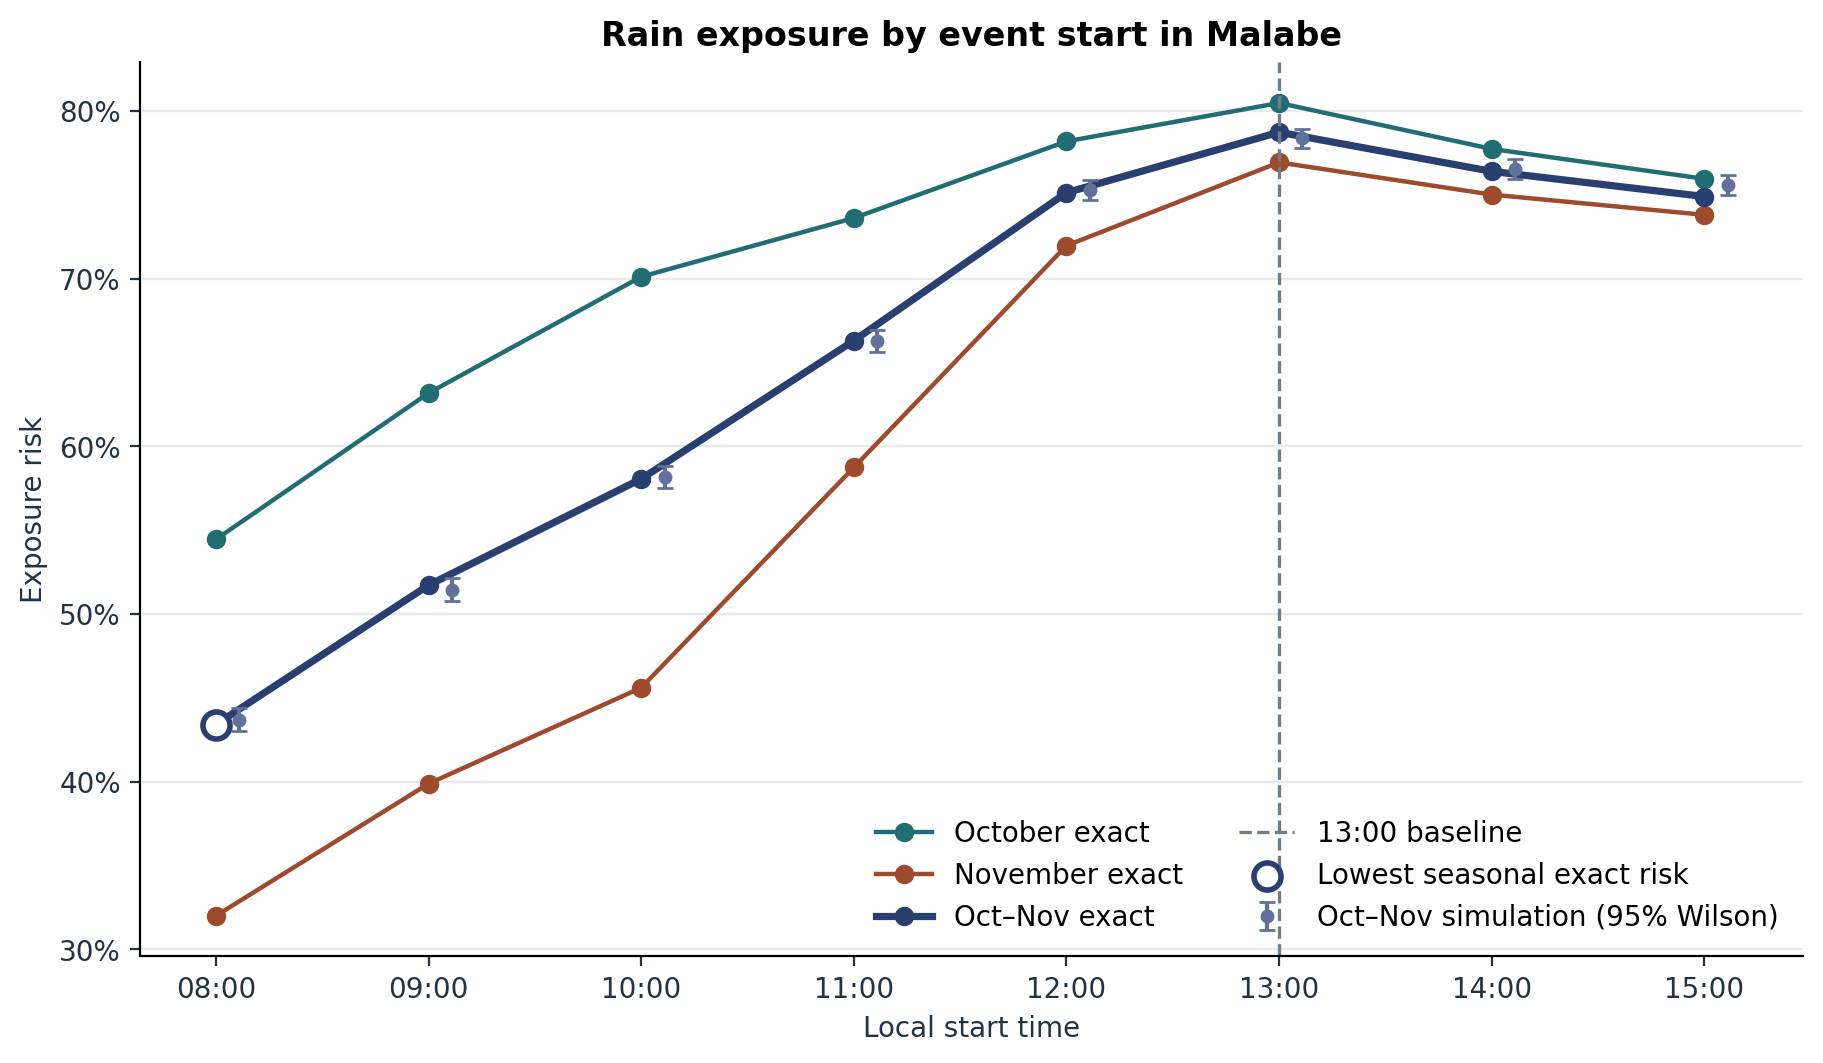 Rain exposure by event start in Malabe
Exposure risk
80%
70%
60%
50%
40%
30%
October exact
November exact
Oct–Nov exact
13:00 baseline
Lowest seasonal exact risk
Oct–Nov simulation (95% Wilson)
08:00 09:00 10:00 11:00 12:00 13:00 14:00 15:00
Local start time